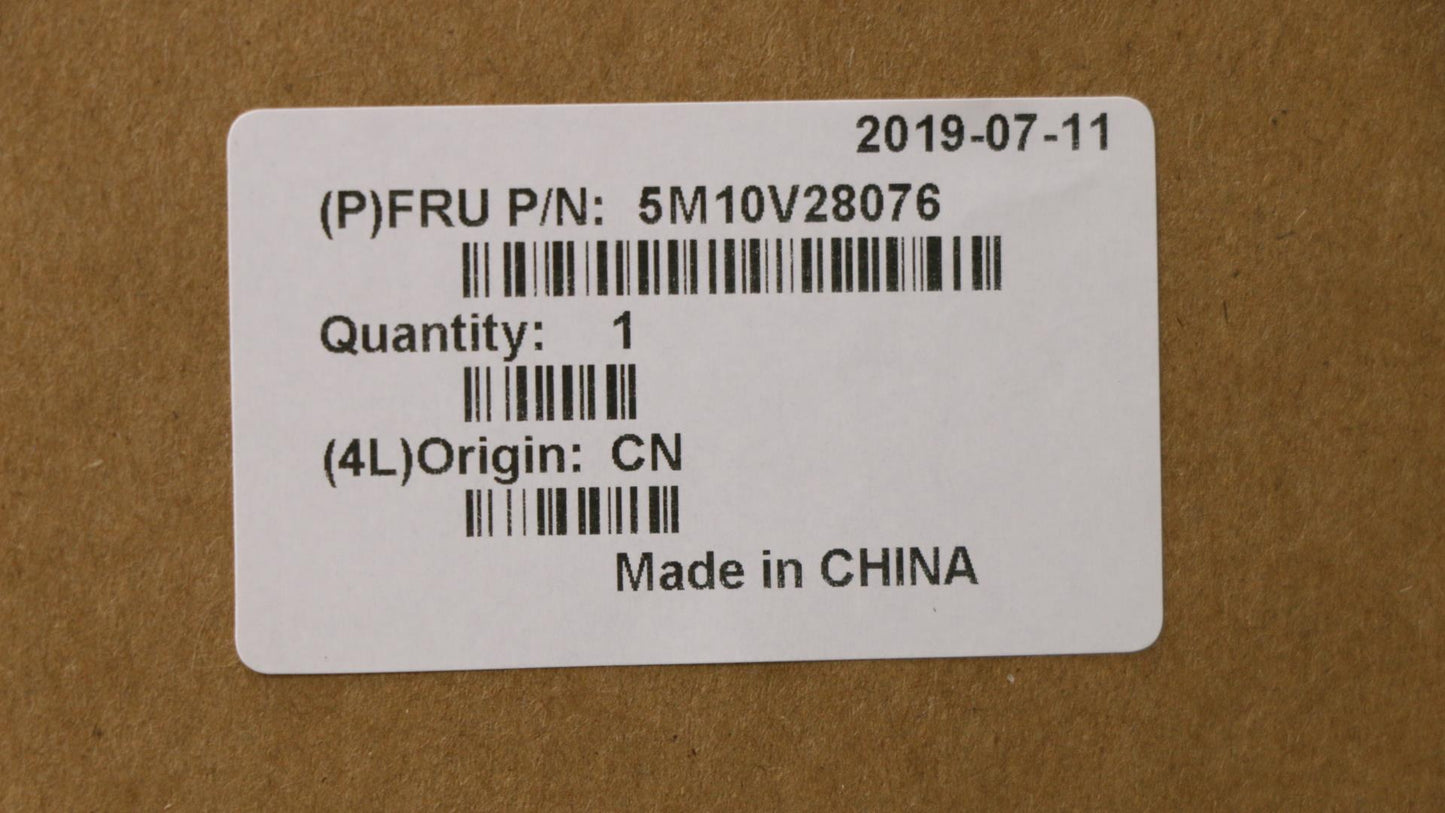 2019-07-11
(P)FRU P/N: 5M10V28076
Quantity: 1
(4L)Origin: CN
Made in CHINA